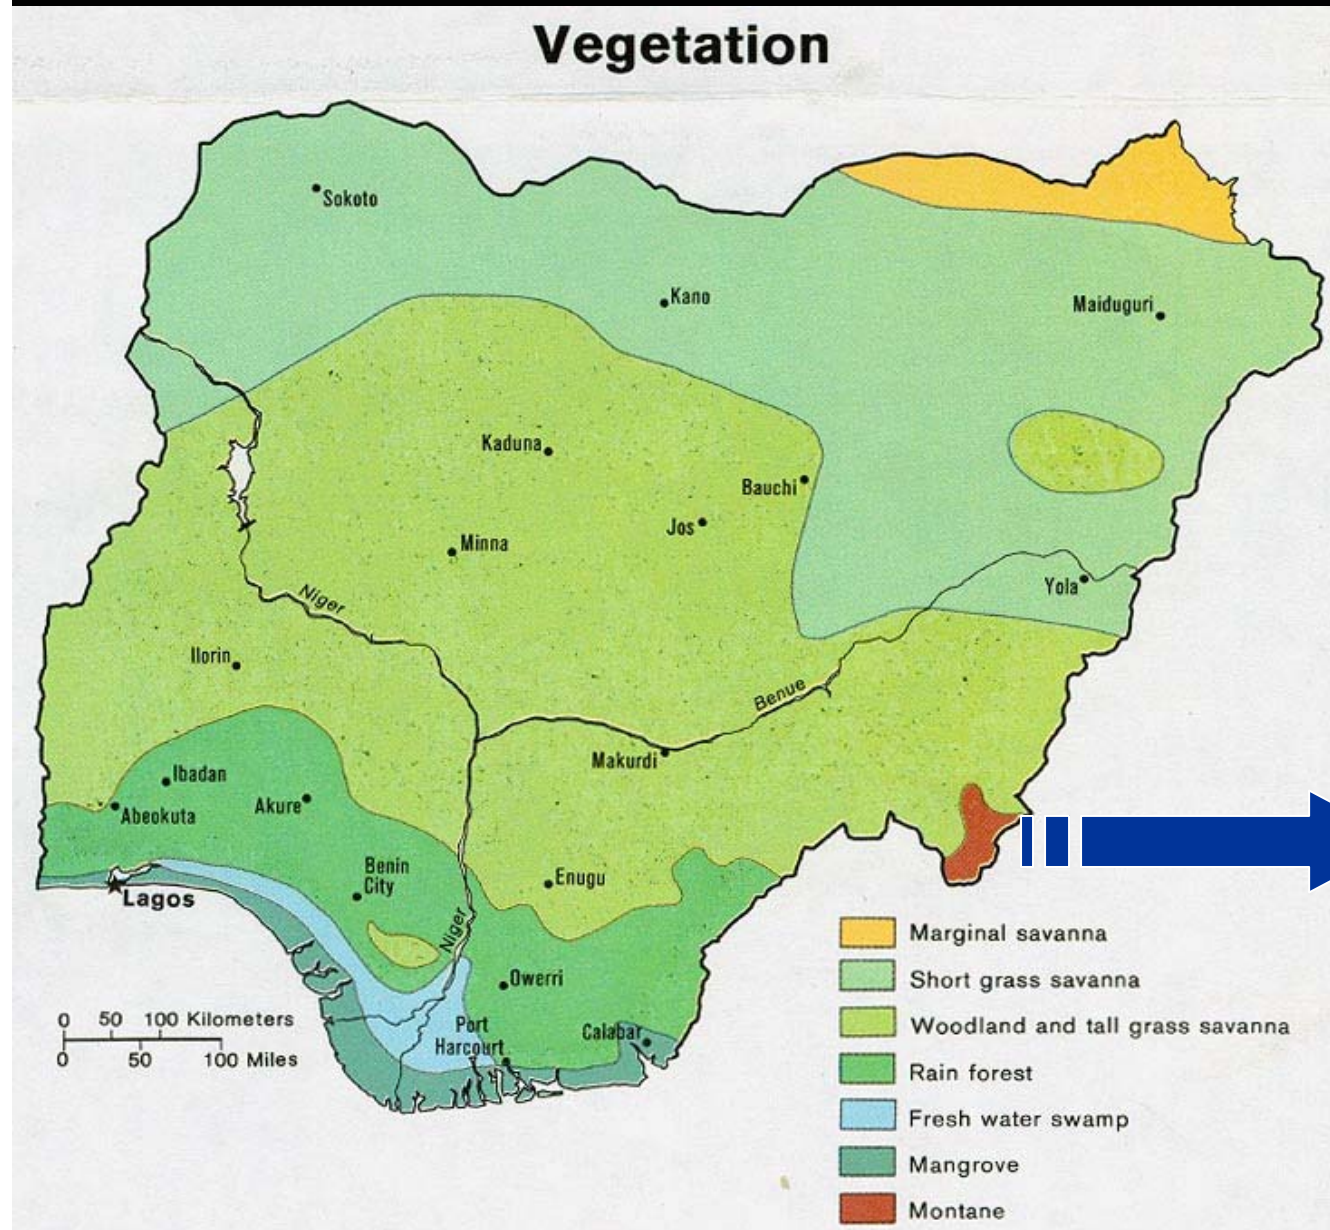 Vegetation
Sokoto
Kano
Maiduguri
Kaduna
Bauchi
Jos
Minna
Yola
Niger
Ilorin
Benue
Makurdi
Ibadan
Abeokuta
Akure
Benin
City
Enugu
Lagos
Niger
Owerri
Port
Harcourt
Calabar
0 50 100 Kilometers
0 50 100 Miles
Marginal savanna
Short grass savanna
Woodland and tall grass savanna
Rain forest
Fresh water swamp
Mangrove
Montane